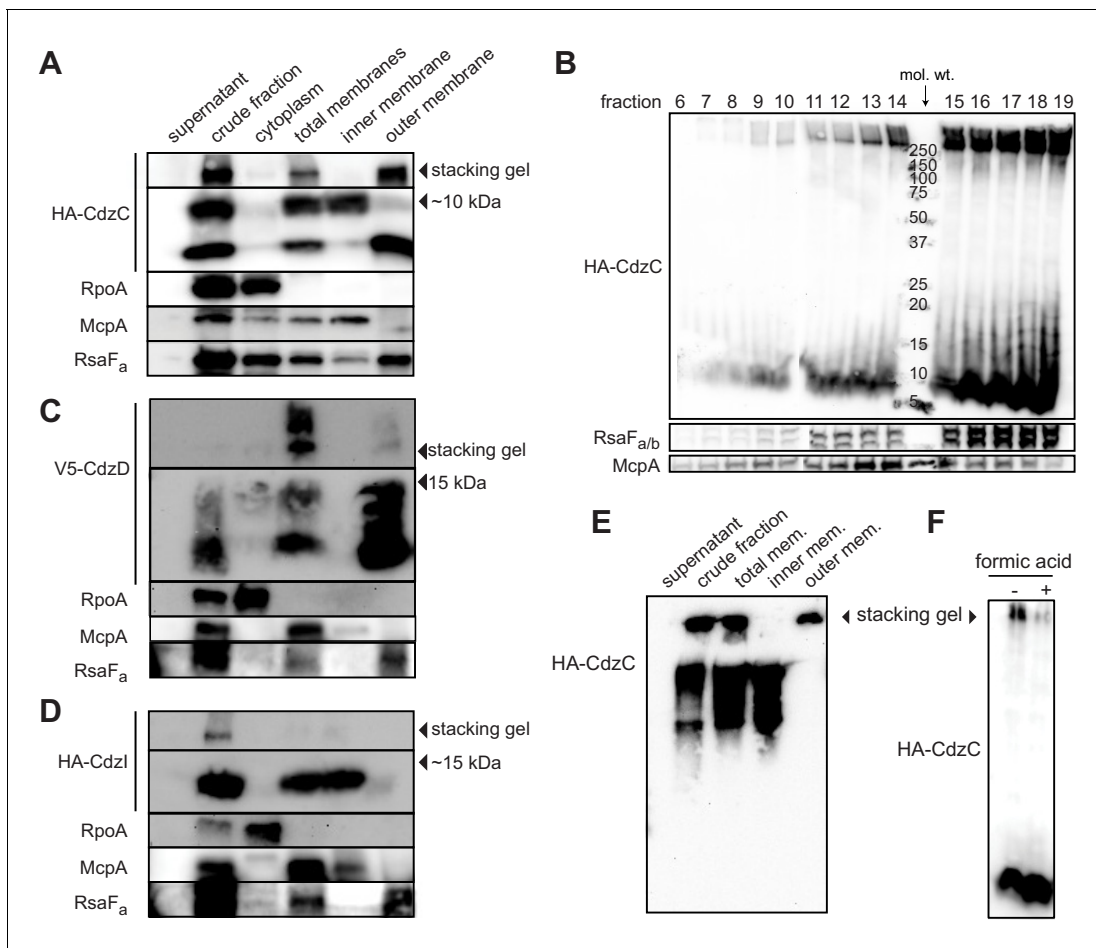 A
supernatant
crude fraction
cytoplasm
total membranes
inner membrane
outer membrane
stacking gel
HA-CdzC
~10 kDa
RpoA
McpA
RsaFa
B
mol. wt.
fraction 6 7 8 9 10 11 12 13 14 15 16 17 18 19
250
150
100
75
50
37
HA-CdzC
25
20
15
10
5
RsaFa/b
McpA
C
V5-CdzD
stacking gel
15 kDa
RpoA
McpA
RsaFa
D
stacking gel
HA-CdzI
~15 kDa
RpoA
McpA
RsaFa
E
supernatant
crude fraction
total mem.
inner mem.
outer mem.
stacking gel
HA-CdzC
F
formic acid
- +
HA-CdzC